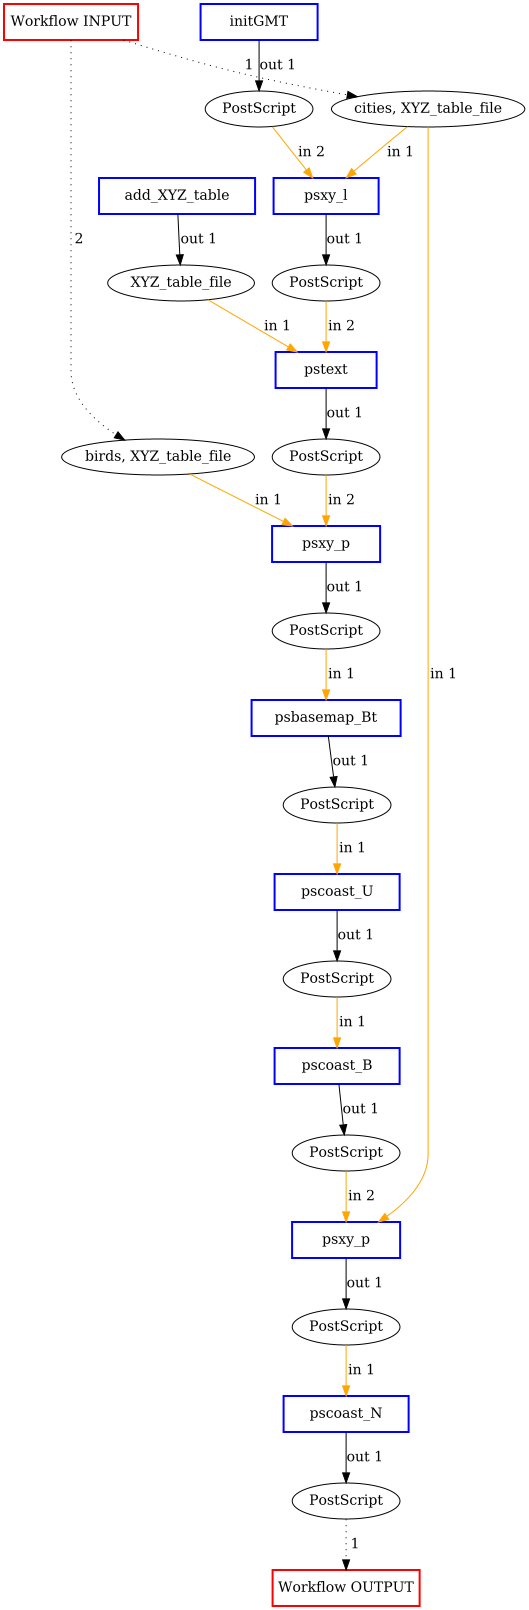 Workflow INPUT
initGMT
1
out 1
PostScript
cities, XYZ_table_file
in 2
in 1
add_XYZ_table
psxy_l
2
out 1
out 1
XYZ_table_file
PostScript
in 1
in 2
pstext
out 1
birds, XYZ_table_file
PostScript
in 1
in 2
psxy_p
out 1
PostScript
in 1
in 1
psbasemap_Bt
out 1
PostScript
in 1
pscoast_U
out 1
PostScript
in 1
pscoast_B
out 1
PostScript
in 2
psxy_p
out 1
PostScript
in 1
pscoast_N
out 1
PostScript
1
Workflow OUTPUT